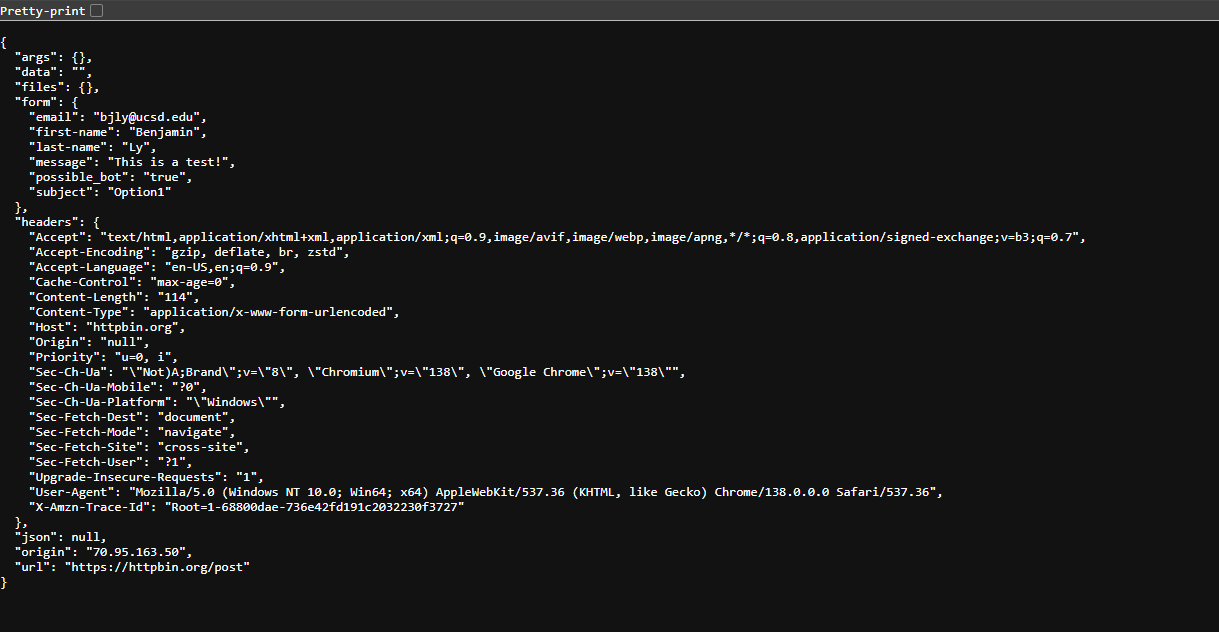 Pretty-print
{
  "args": {},
  "data": "",
  "files": {},
  "form": {
    "email": "bjly@ucsd.edu",
    "first-name": "Benjamin",
    "last-name": "Ly",
    "message": "This is a test!",
    "possible_bot": "true",
    "subject": "Option1"
  },
  "headers": {
    "Accept": "text/html,application/xhtml+xml,application/xml;q=0.9,image/avif,image/webp,image/apng,*/*;q=0.8,application/signed-exchange;v=b3;q=0.7",
    "Accept-Encoding": "gzip, deflate, br, zstd",
    "Accept-Language": "en-US,en;q=0.9",
    "Cache-Control": "max-age=0",
    "Content-Length": "114",
    "Content-Type": "application/x-www-form-urlencoded",
    "Host": "httpbin.org",
    "Origin": "null",
    "Priority": "u=0, i",
    "Sec-Ch-Ua": "\"Not)A;Brand\";v=\"8\", \"Chromium\";v=\"138\", \"Google Chrome\";v=\"138\"",
    "Sec-Ch-Ua-Mobile": "?0",
    "Sec-Ch-Ua-Platform": "\"Windows\"",
    "Sec-Fetch-Dest": "document",
    "Sec-Fetch-Mode": "navigate",
    "Sec-Fetch-Site": "cross-site",
    "Sec-Fetch-User": "?1",
    "Upgrade-Insecure-Requests": "1",
    "User-Agent": "Mozilla/5.0 (Windows NT 10.0; Win64; x64) AppleWebKit/537.36 (KHTML, like Gecko) Chrome/138.0.0.0 Safari/537.36",
    "X-Amzn-Trace-Id": "Root=1-68800dae-736e42fd191c2032230f3727"
  },
  "json": null,
  "origin": "70.95.163.50",
  "url": "https://httpbin.org/post"
}